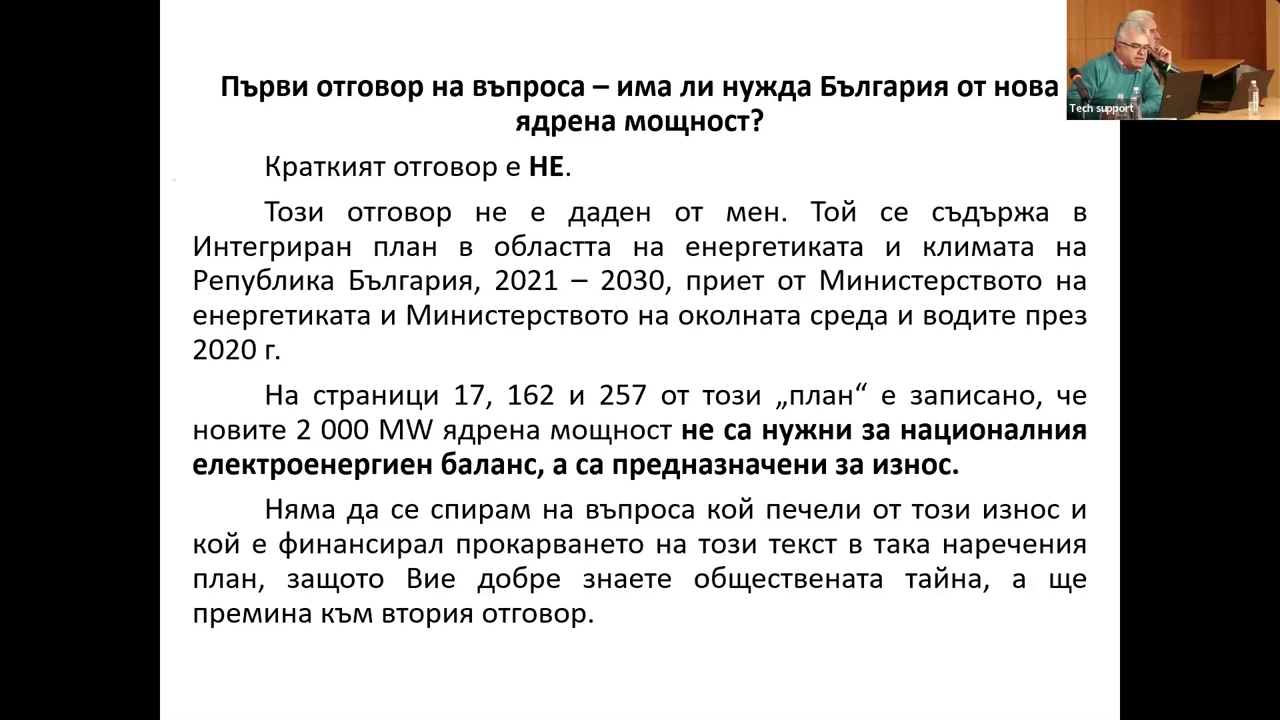 Първи отговор на въпроса – има ли нужда България от нова
ядрена мощност?
Краткият отговор е НЕ.
Този отговор не е даден от мен. Той се съдържа в
Интегриран план в областта на енергетиката и климата на
Република България, 2021 – 2030, приет от Министерството на
енергетиката и Министерството на околната среда и водите през
2020 г.
На страници 17, 162 и 257 от този „план“ е записано, че
новите 2 000 MW ядрена мощност не са нужни за националния
електроенергиен баланс, а са предназначени за износ.
Няма да се спирам на въпроса кой печели от този износ и
кой е финансирал прокарването на този текст в така наречения
план, защото Вие добре знаете обществената тайна, а ще
премина към втория отговор.
Tech support